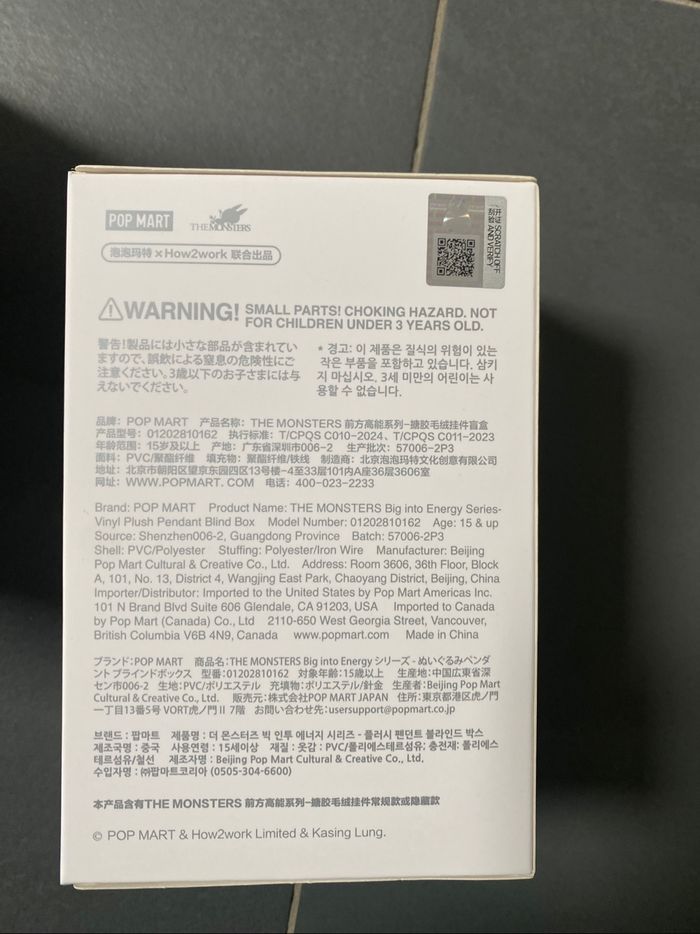 POP MART THE MONSTERS
泡泡玛特×How2work 联合出品
刮开验证 SCRATCH OFF AND VERIFY
WARNING! SMALL PARTS! CHOKING HAZARD. NOT
FOR CHILDREN UNDER 3 YEARS OLD.
警告!製品には小さな部品が含まれてい
ますので、誤飲による窒息の危険性にご
注意ください。3歳以下のお子さまには与
えないでください。
* 경고: 이 제품은 질식의 위험이 있는
작은 부품을 포함하고 있습니다. 삼키
지 마십시오, 3세 미만의 어린이는 사
용할 수 없습니다.
品牌: POP MART 产品名称: THE MONSTERS 前方高能系列-搪胶毛绒挂件盲盒
产品型号: 01202810162 执行标准: T/CPQS C010-2024、T/CPQS C011-2023
年龄范围: 15岁及以上 产地: 广东省深圳市006-2 生产批次: 57006-2P3
面料: PVC/聚酯纤维 填充物: 聚酯纤维/铁线 制造商: 北京泡泡玛特文化创意有限公司
地址: 北京市朝阳区望京东园四区13号楼-4至33层101内A座36层3606室
网址: WWW.POPMART. COM 电话: 400-023-2233
Brand: POP MART Product Name: THE MONSTERS Big into Energy Series-
Vinyl Plush Pendant Blind Box Model Number: 01202810162 Age: 15 & up
Source: Shenzhen006-2, Guangdong Province Batch: 57006-2P3
Shell: PVC/Polyester Stuffing: Polyester/Iron Wire Manufacturer: Beijing
Pop Mart Cultural & Creative Co., Ltd. Address: Room 3606, 36th Floor, Block
A, 101, No. 13, District 4, Wangjing East Park, Chaoyang District, Beijing, China
Importer/Distributor: Imported to the United States by Pop Mart Americas Inc.
101 N Brand Blvd Suite 606 Glendale, CA 91203, USA Imported to Canada
by Pop Mart (Canada) Co., Ltd 2110-650 West Georgia Street, Vancouver,
British Columbia V6B 4N9, Canada www.popmart.com Made in China
ブランド:POP MART 商品名:THE MONSTERS Big into Energy シリーズ - ぬいぐるみペンダ
ント ブラインドボックス 型番:01202810162 対象年齢:15歳以上 生産地:中国広東省深
セン市006-2 生地:PVC/ポリエステル 充填物:ポリエステル/針金 生産者:Beijing Pop Mart
Cultural & Creative Co., Ltd. 販売元:株式会社POP MART JAPAN 住所:東京都港区虎ノ門
一丁目13番5号 VORT虎ノ門Ⅱ 7階 お問い合わせ先:usersupport@popmart.co.jp
브랜드 : 팝마트 제품명 : 더 몬스터즈 빅 인투 에너지 시리즈 - 플러시 펜던트 블라인드 박스
제조국명 : 중국 사용연령 : 15세이상 재질 : 옷감 : PVC/폴리에스테르섬유; 충전재: 폴리에스
테르섬유/철선 제조자명 : Beijing Pop Mart Cultural & Creative Co., Ltd.
수입자명 : ㈜팝마트코리아 (0505-304-6600)
本产品含有THE MONSTERS 前方高能系列-搪胶毛绒挂件常规款或隐藏款
© POP MART & How2work Limited & Kasing Lung.